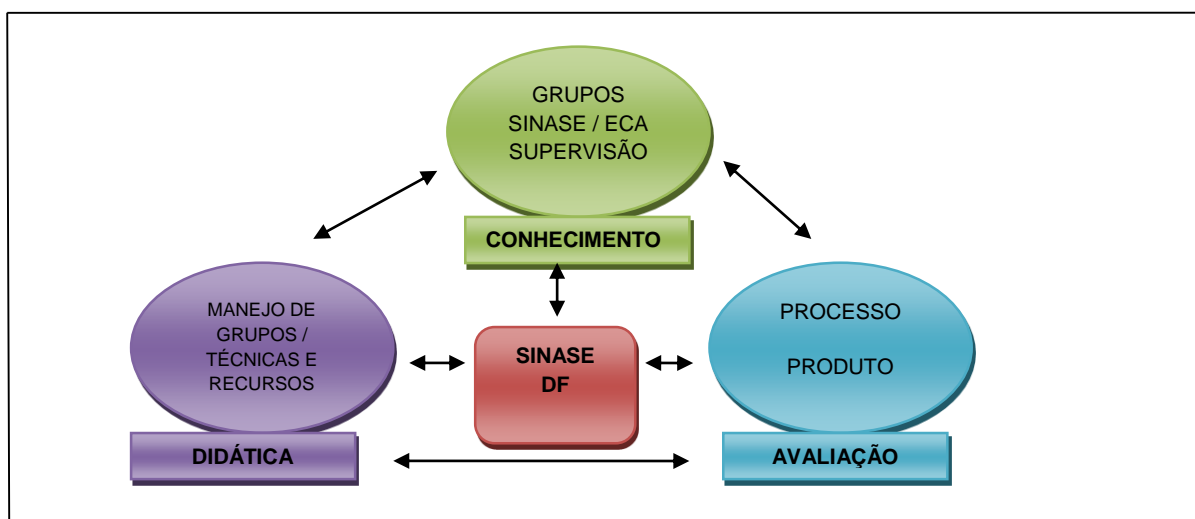 GRUPOS
SINASE / ECA
SUPERVISÃO
CONHECIMENTO
MANEJO DE
GRUPOS /
TÉCNICAS E
RECURSOS
DIDÁTICA
SINASE
DF
PROCESSO
PRODUTO
AVALIAÇÃO